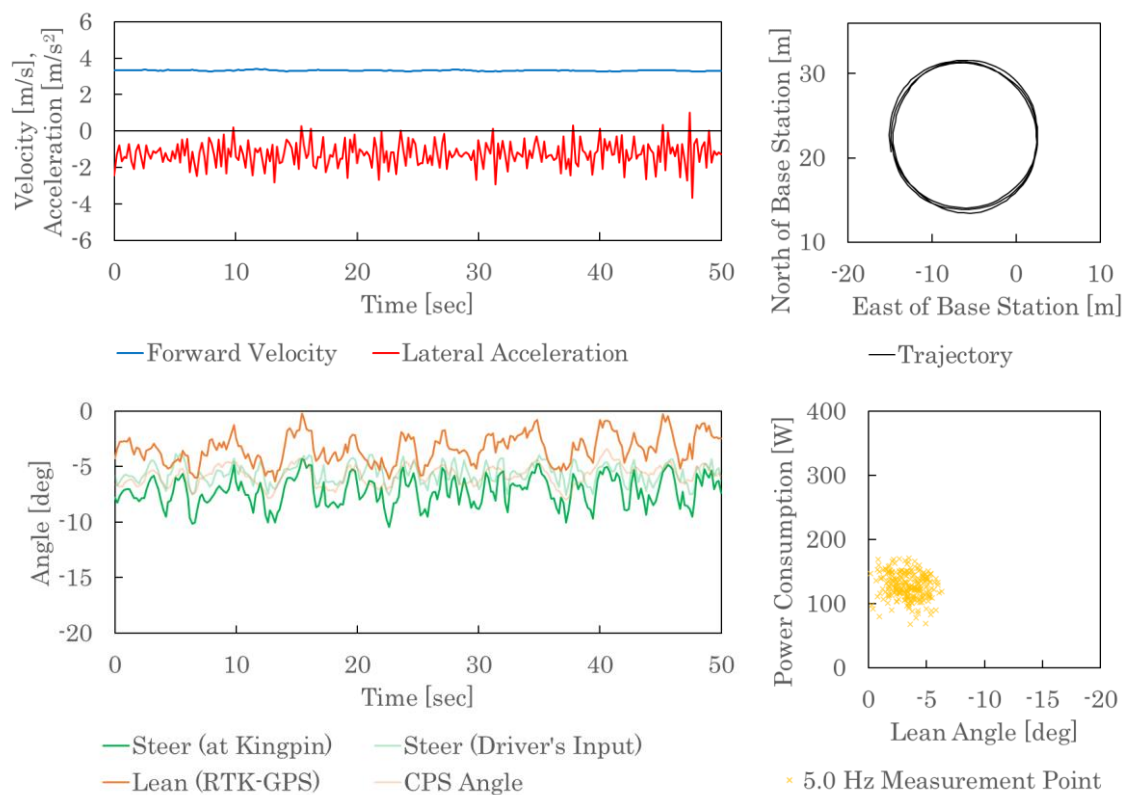 Velocity [m/s],
Acceleration [m/s²]
6
4
2
0
-2
-4
-6
0 10 20 30 40 50
Time [sec]
Forward Velocity Lateral Acceleration
North of Base Station [m]
30
20
10
-20 -10 0 10
East of Base Station [m]
Trajectory
Angle [deg]
0
-5
-10
-15
-20
0 10 20 30 40 50
Time [sec]
Steer (at Kingpin) Steer (Driver's Input)
Lean (RTK-GPS) CPS Angle
Power Consumption [W]
400
300
200
100
0
0 -5 -10 -15 -20
Lean Angle [deg]
5.0 Hz Measurement Point